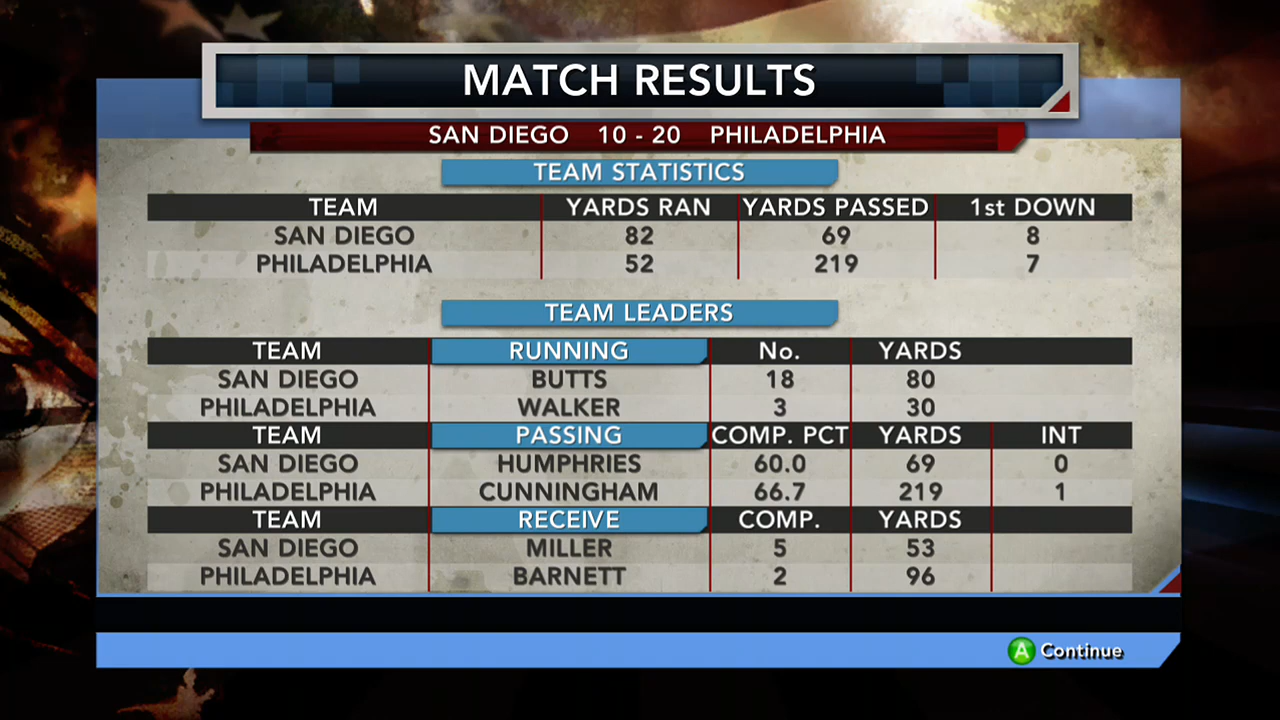 MATCH RESULTS
SAN DIEGO 10 - 20 PHILADELPHIA
TEAM STATISTICS
TEAM YARDS RAN YARDS PASSED 1st DOWN
SAN DIEGO 82 69 8
PHILADELPHIA 52 219 7
TEAM LEADERS
TEAM RUNNING No. YARDS
SAN DIEGO BUTTS 18 80
PHILADELPHIA WALKER 3 30
TEAM PASSING COMP. PCT YARDS INT
SAN DIEGO HUMPHRIES 60.0 69 0
PHILADELPHIA CUNNINGHAM 66.7 219 1
TEAM RECEIVE COMP. YARDS
SAN DIEGO MILLER 5 53
PHILADELPHIA BARNETT 2 96
A Continue